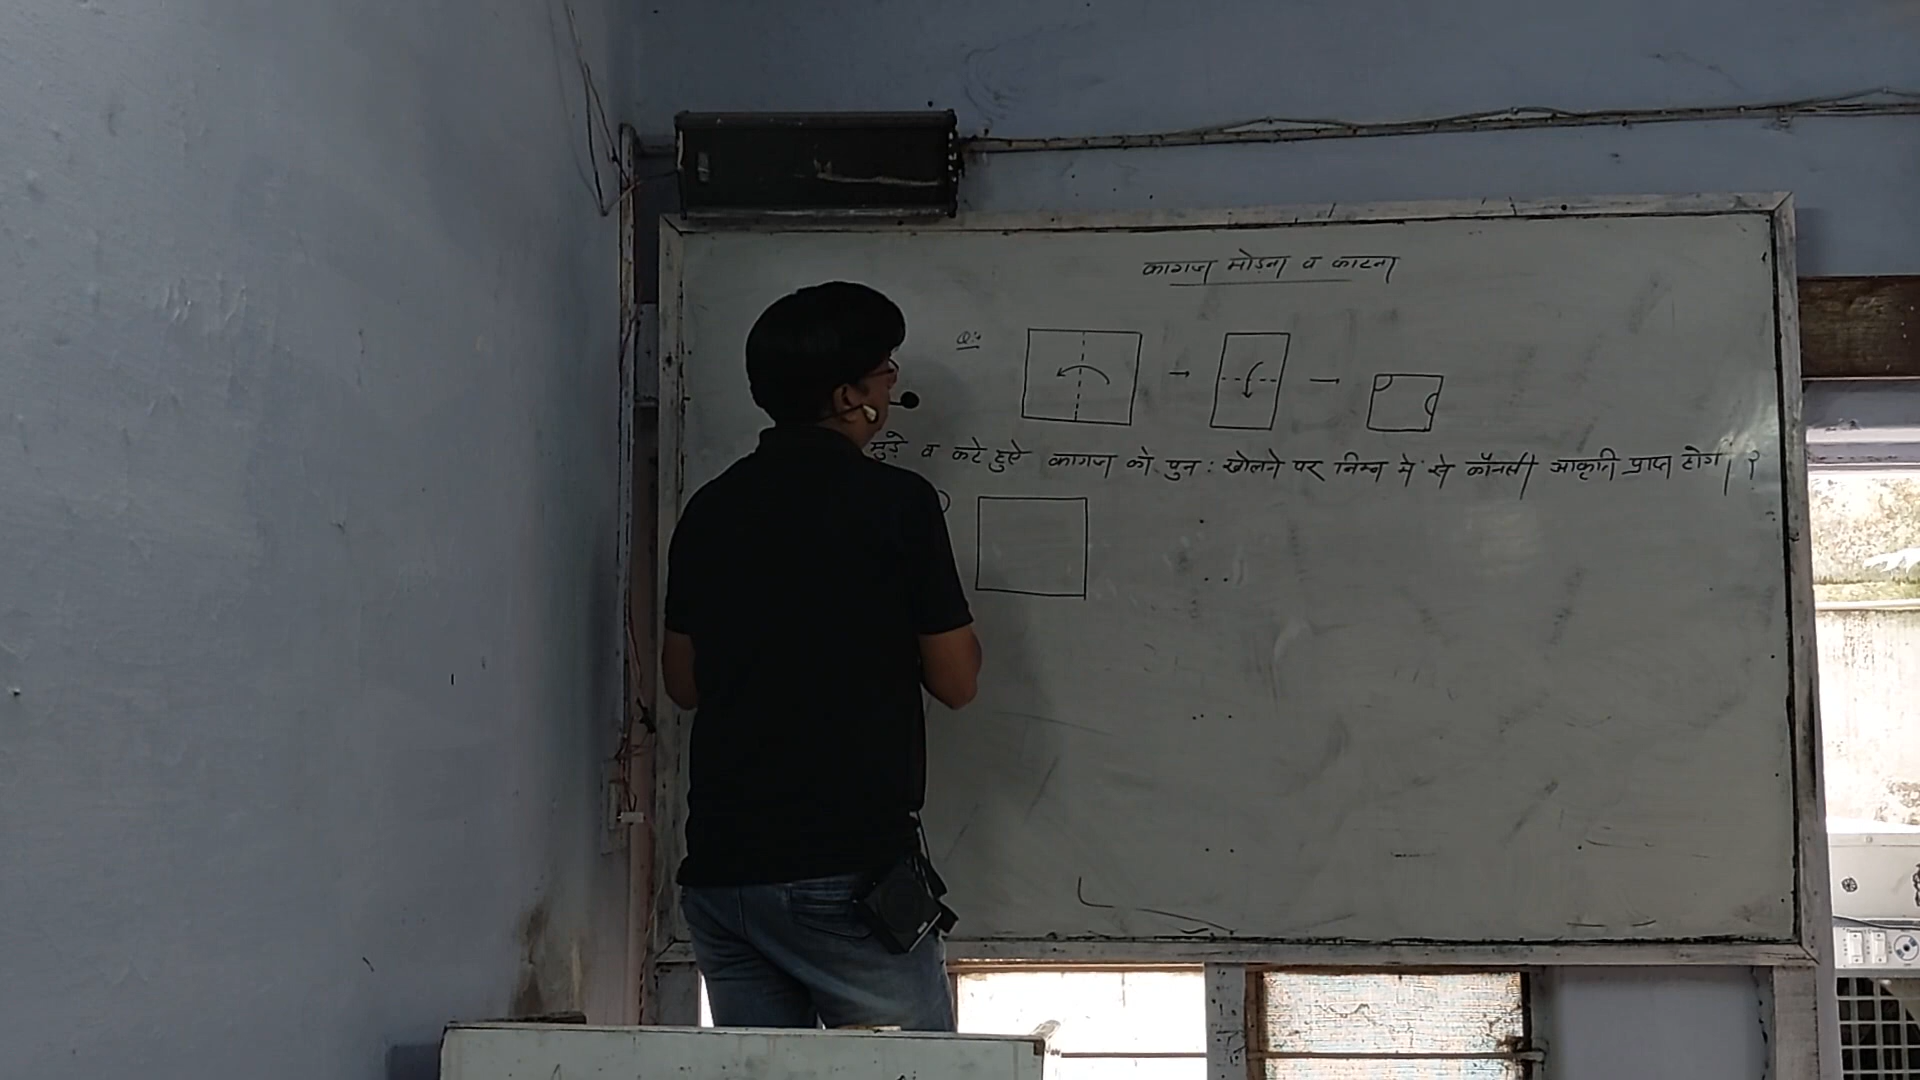 कागज मोड़ना व काटना
Q:-
मुड़े व कटे हुऐ कागज को पुन: खोलने पर निम्न में से कौनसी आकृति प्राप्त होगी ?